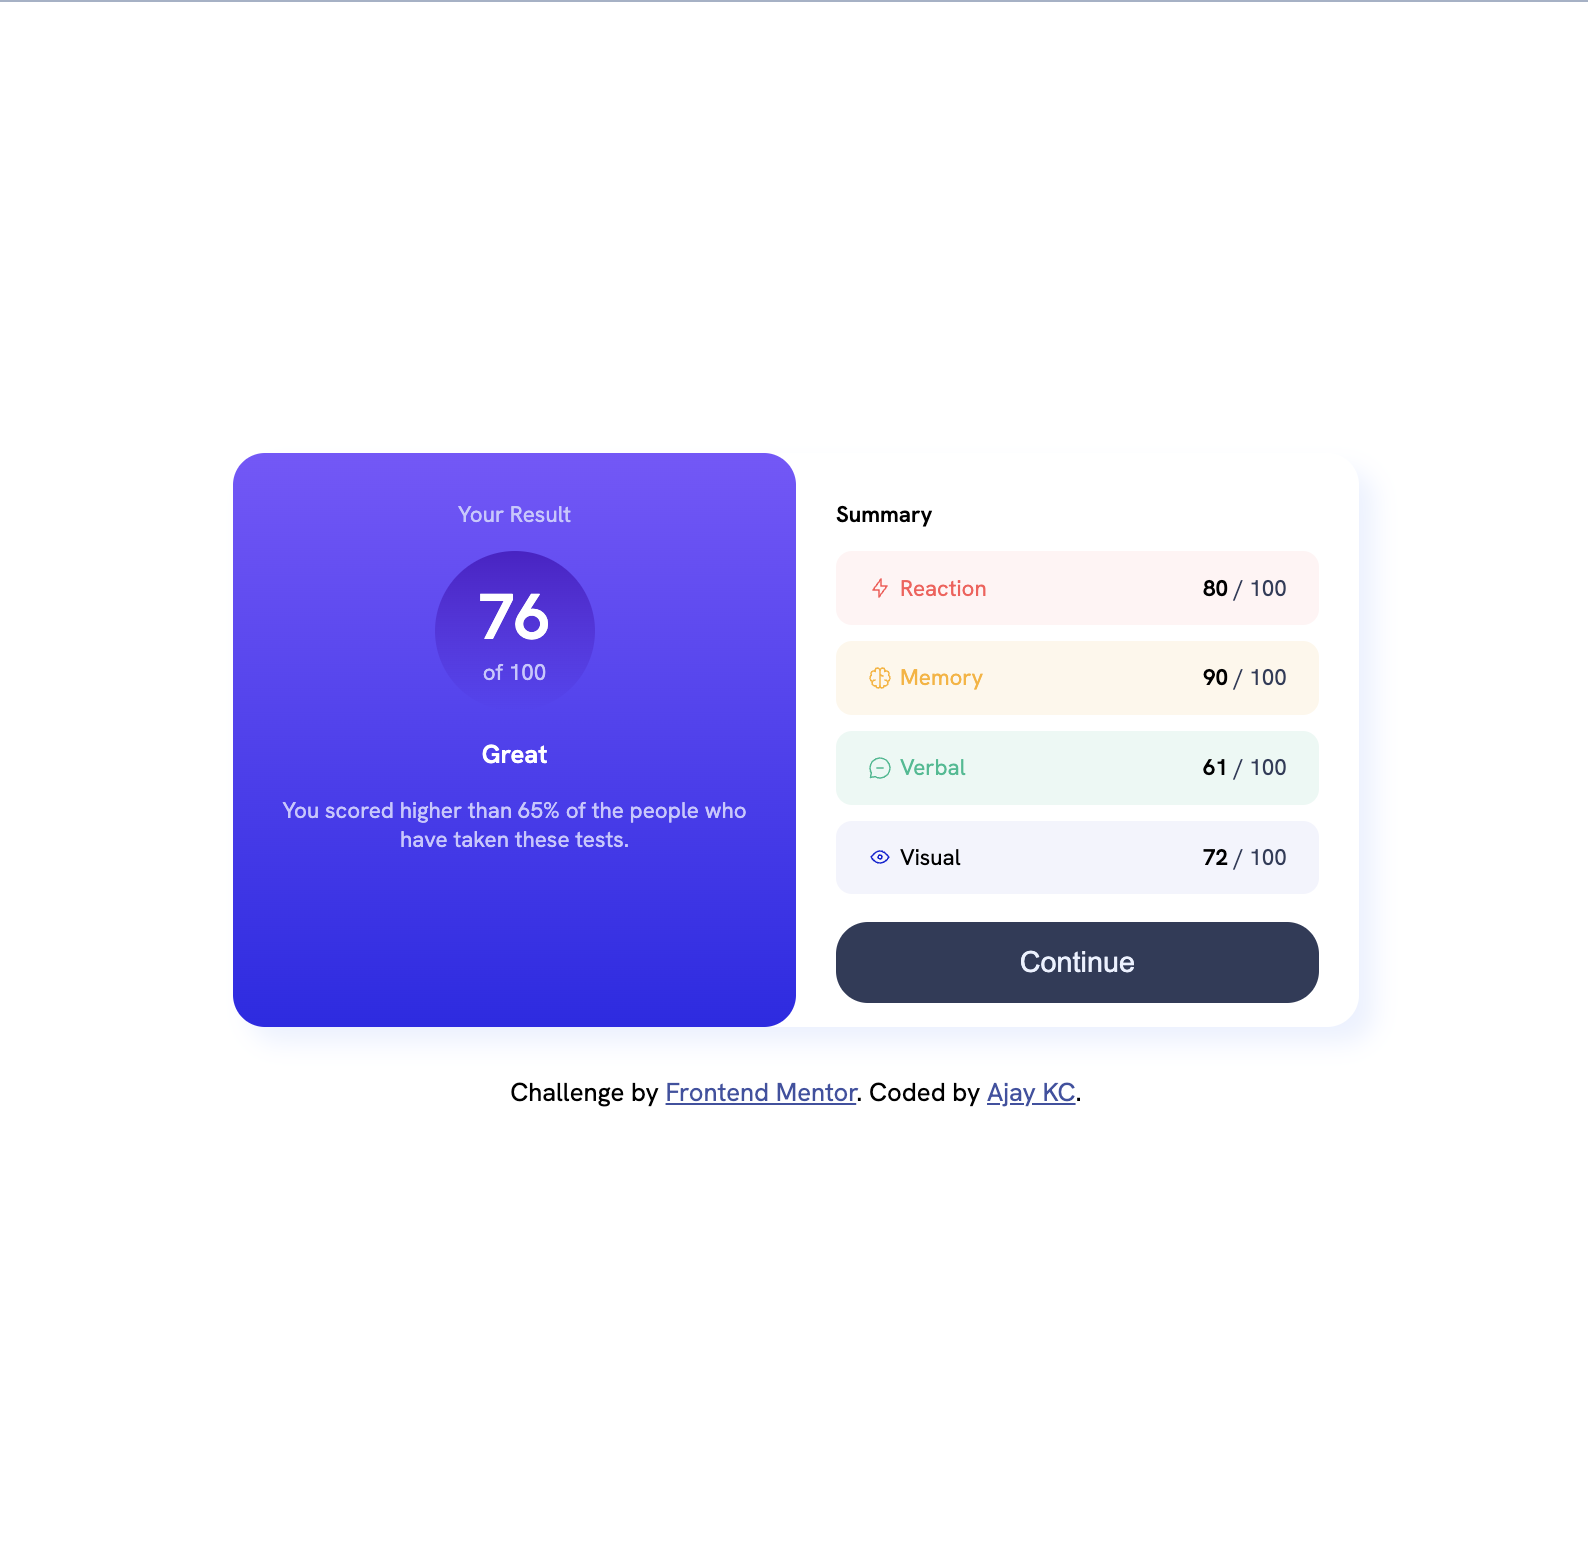 Your Result
76
of 100
Great
You scored higher than 65% of the people who
have taken these tests.
Summary
Reaction 80 / 100
Memory 90 / 100
Verbal 61 / 100
Visual 72 / 100
Continue
Challenge by Frontend Mentor. Coded by Ajay KC.